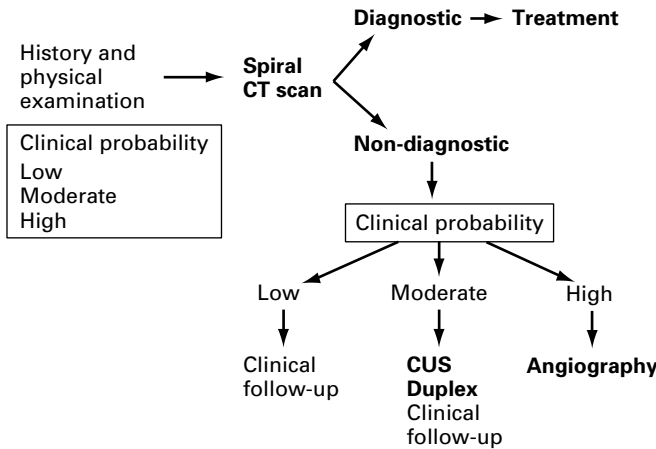 Diagnostic
Treatment
History and
physical
examination
Spiral
CT scan
Clinical probability
Low
Moderate
High
Non-diagnostic
Clinical probability
Low
Moderate
High
Clinical
follow-up
CUS
Duplex
Clinical
follow-up
Angiography